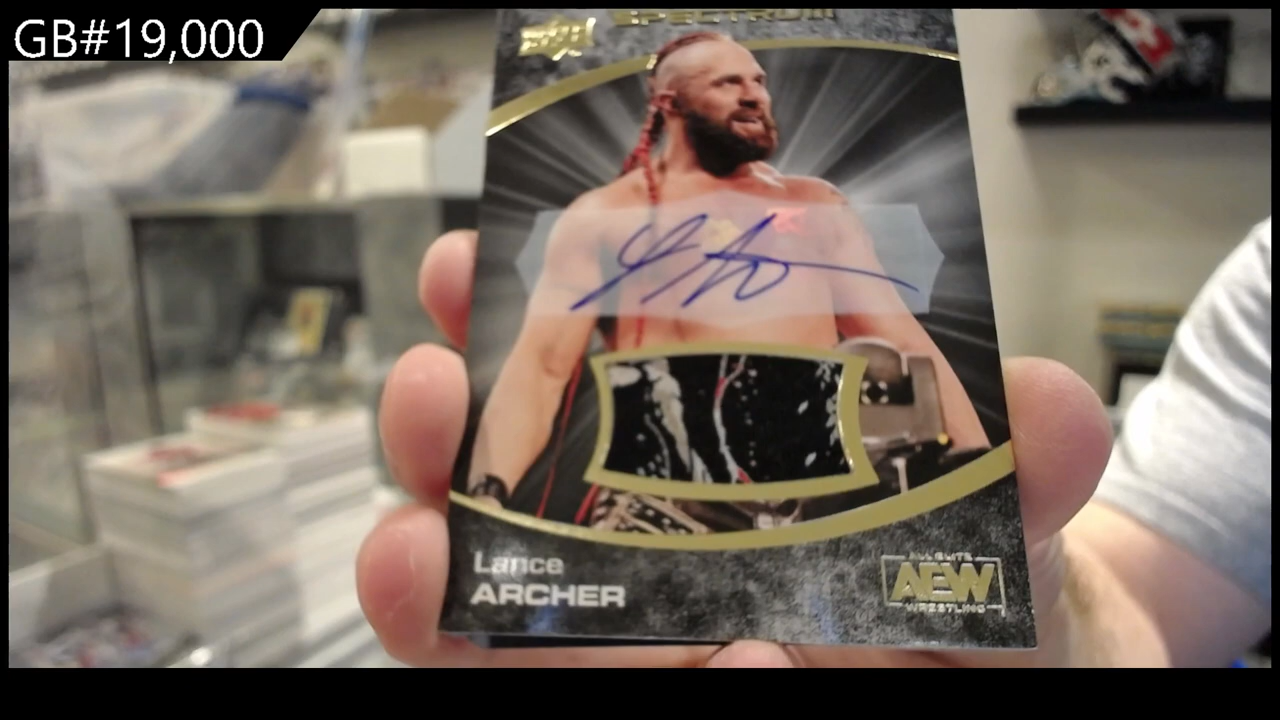 GB#19,000
SPECTRUM
Lance
ARCHER
ALL ELITE
AEW
WRESTLING